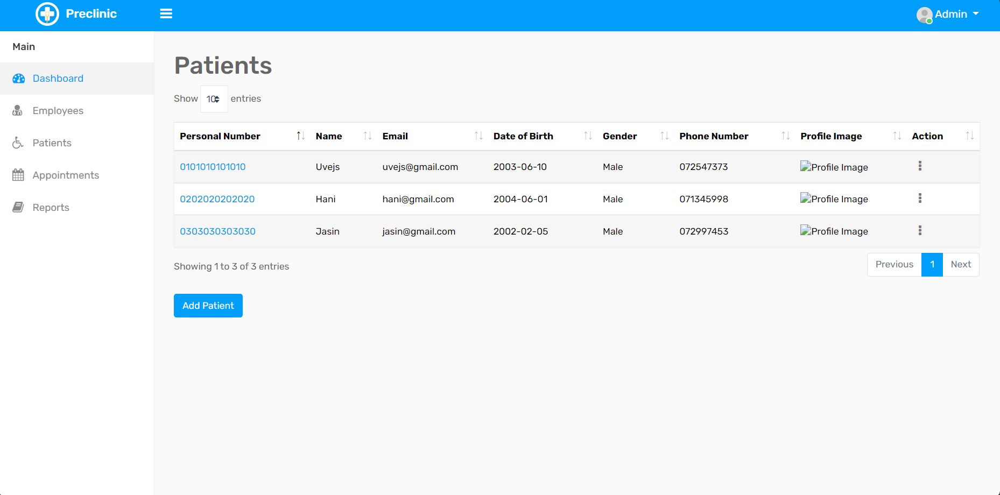 Preclinic
Admin
Main
Dashboard
Employees
Patients
Appointments
Reports
Patients
Show 10 entries
Personal Number Name Email Date of Birth Gender Phone Number Profile Image Action
0101010101010 Uvejs uvejs@gmail.com 2003-06-10 Male 072547373 Profile Image
0202020202020 Hani hani@gmail.com 2004-06-01 Male 071345998 Profile Image
0303030303030 Jasin jasin@gmail.com 2002-02-05 Male 072997453 Profile Image
Showing 1 to 3 of 3 entries
Previous 1 Next
Add Patient